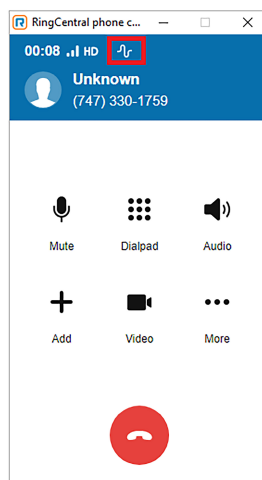 RingCentral phone c...
00:08 HD
Unknown
(747) 330-1759
Mute Dialpad Audio
Add Video More